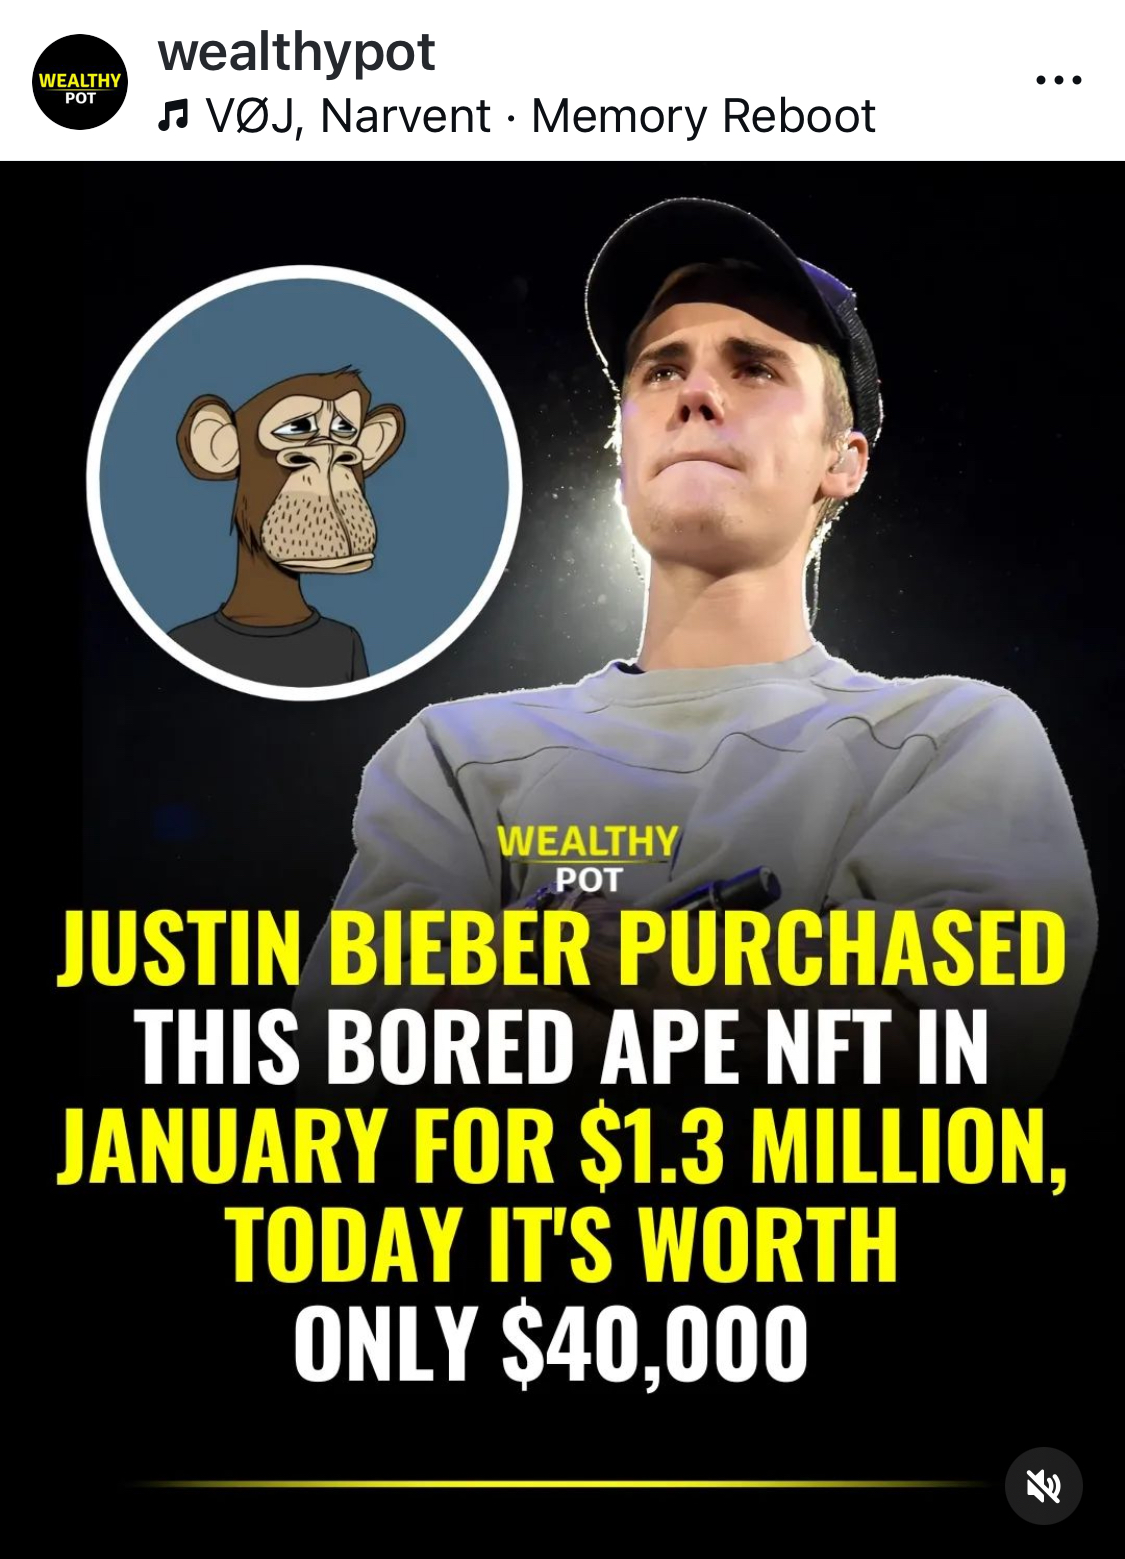 WEALTHY
POT
wealthypot
VØJ, Narvent · Memory Reboot
WEALTHY
POT
JUSTIN BIEBER PURCHASED
THIS BORED APE NFT IN
JANUARY FOR $1.3 MILLION,
TODAY IT'S WORTH
ONLY $40,000